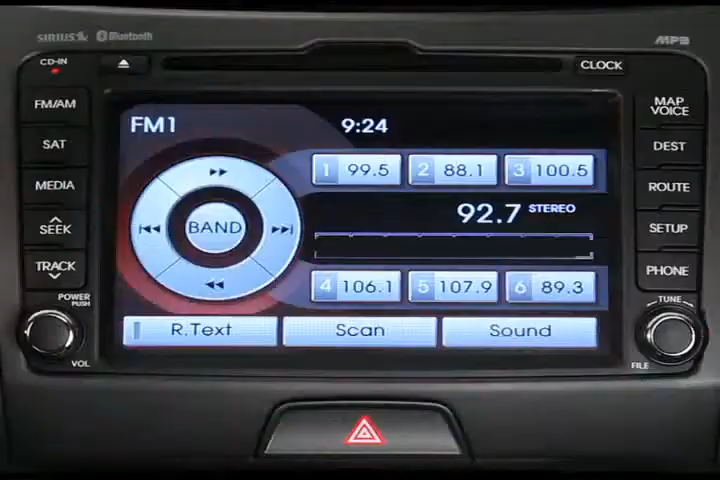 SIRIUS Bluetooth MP3
CD-IN CLOCK
FM/AM
SAT
MEDIA
SEEK
TRACK
POWER
PUSH
VOL
FM1 9:24
1 99.5 2 88.1 3 100.5
BAND
92.7 STEREO
4 106.1 5 107.9 6 89.3
R.Text Scan Sound
MAP
VOICE
DEST
ROUTE
SETUP
PHONE
TUNE
FILE